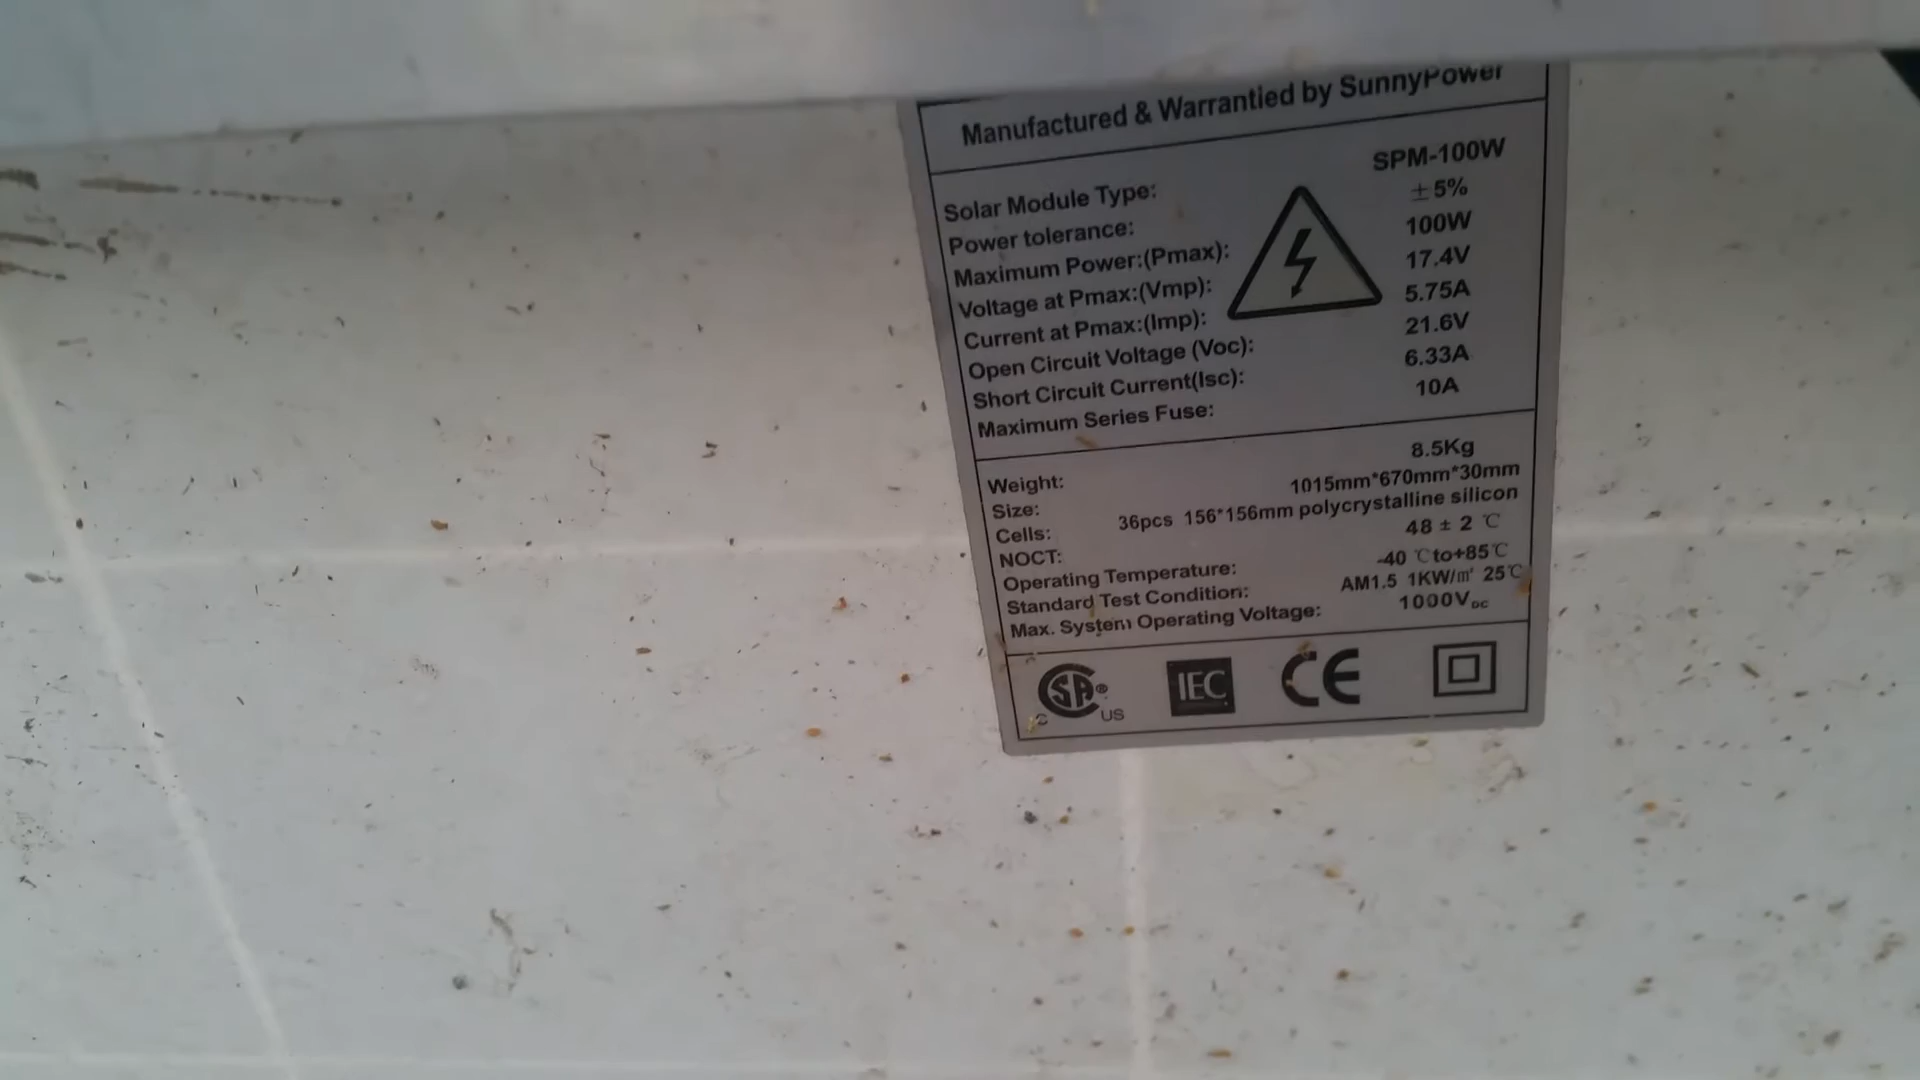 Manufactured & Warrantied by SunnyPower
Solar Module Type: SPM-100W
Power tolerance: ±5%
Maximum Power:(Pmax): 100W
Voltage at Pmax:(Vmp): 17.4V
Current at Pmax:(Imp): 5.75A
Open Circuit Voltage (Voc): 21.6V
Short Circuit Current(Isc): 6.33A
Maximum Series Fuse: 10A
Weight: 8.5Kg
Size: 1015mm*670mm*30mm
Cells: 36pcs 156*156mm polycrystalline silicon
NOCT: 48 ± 2 ℃
Operating Temperature: -40 ℃to+85℃
Standard Test Condition: AM1.5 1KW/㎡ 25℃
Max. System Operating Voltage: 1000VDC
C SA® US IEC CE